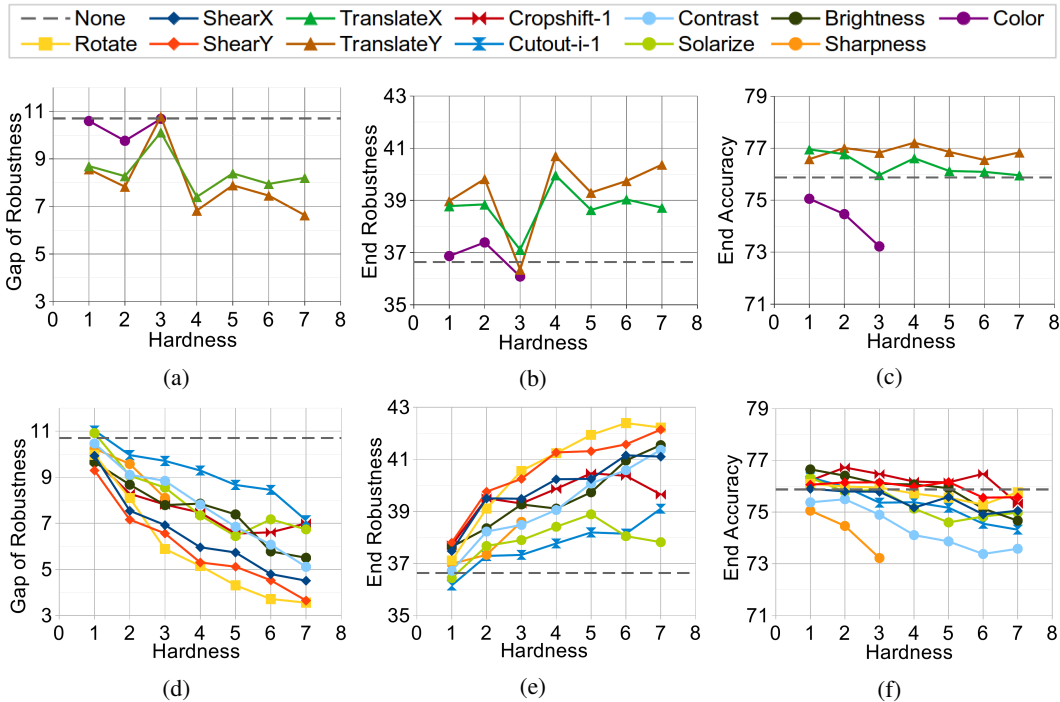 None ShearX TranslateX Cropshift-1 Contrast Brightness Color
Rotate ShearY TranslateY Cutout-i-1 Solarize Sharpness
Gap of Robustness
11
9
7
5
3
0 1 2 3 4 5 6 7 8
Hardness
(a)
End Robustness
43
41
39
37
35
0 1 2 3 4 5 6 7 8
Hardness
(b)
End Accuracy
79
77
75
73
71
0 1 2 3 4 5 6 7 8
Hardness
(c)
Gap of Robustness
11
9
7
5
3
0 1 2 3 4 5 6 7 8
Hardness
(d)
End Robustness
43
41
39
37
35
0 1 2 3 4 5 6 7 8
Hardness
(e)
End Accuracy
79
77
75
73
71
0 1 2 3 4 5 6 7 8
Hardness
(f)